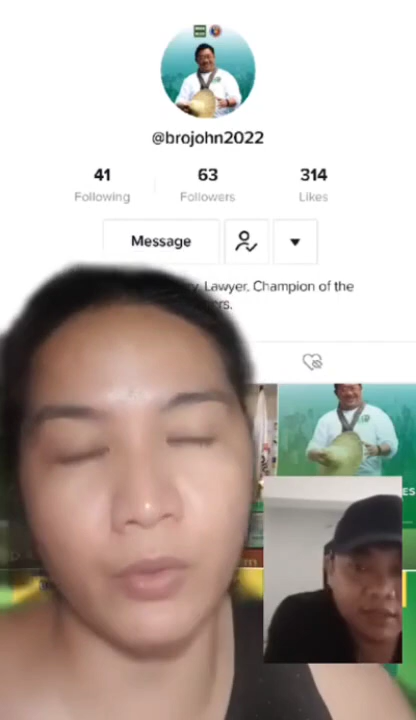 @brojohn2022
41 63 314
Following Followers Likes
Message
Lawyer, Champion of the